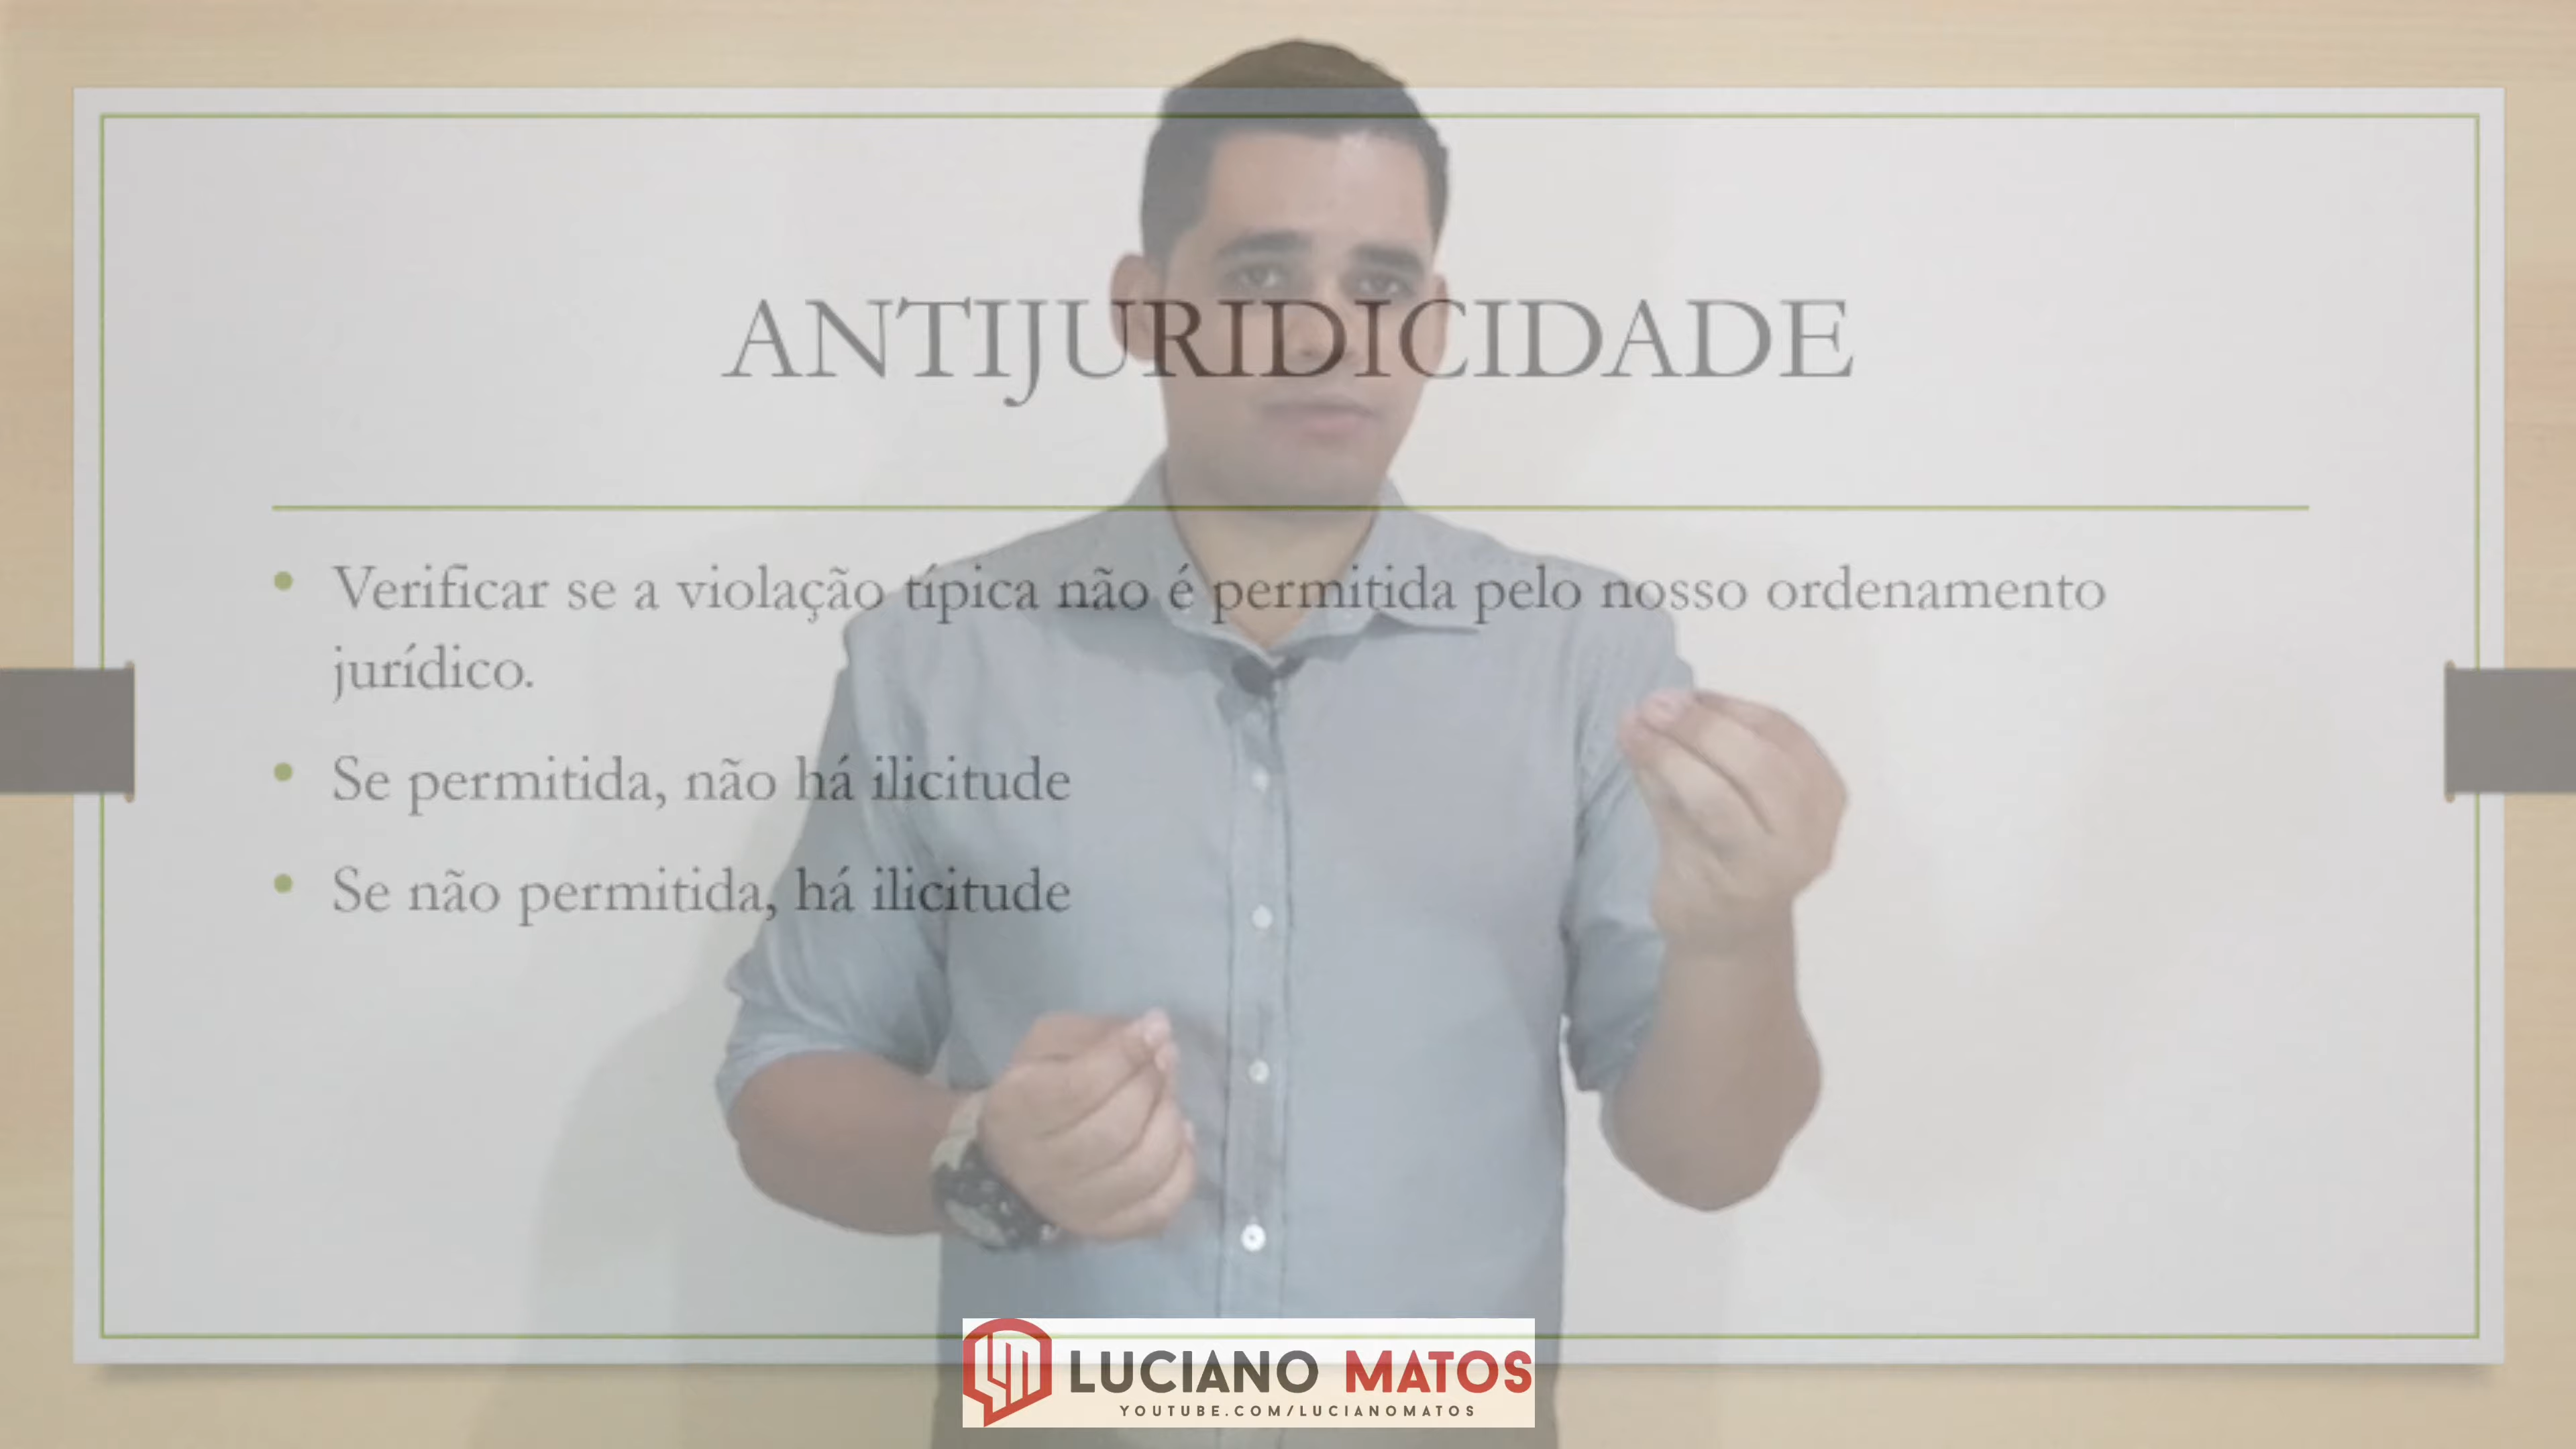 ANTIJURIDICIDADE
• Verificar se a violação típica não é permitida pelo nosso ordenamento
jurídico.
• Se permitida, não há ilicitude
• Se não permitida, há ilicitude
LUCIANO MATOS
YOUTUBE.COM/LUCIANOMATOS